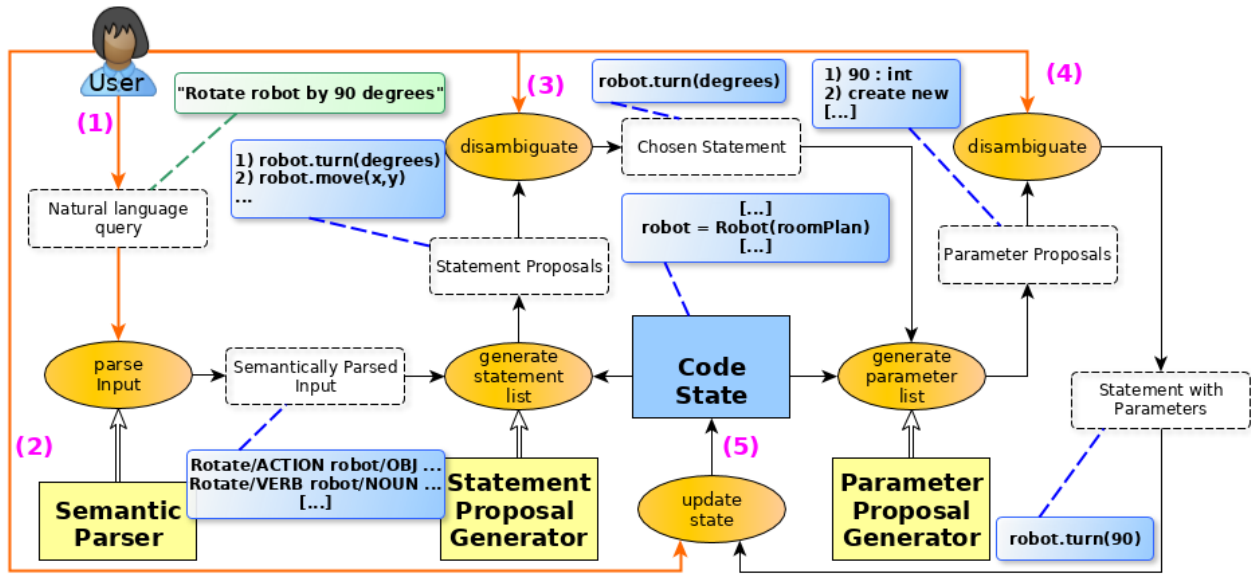 User
(1)
"Rotate robot by 90 degrees"
Natural language
query
(3)
robot.turn(degrees)
1) 90 : int
2) create new
[...]
(4)
1) robot.turn(degrees)
2) robot.move(x,y)
...
disambiguate
Chosen Statement
disambiguate
[...]
robot = Robot(roomPlan)
[...]
Statement Proposals
Parameter Proposals
parse
Input
Semantically Parsed
Input
generate
statement
list
Code
State
generate
parameter
list
Statement with
Parameters
(2)
Rotate/ACTION robot/OBJ ...
Rotate/VERB robot/NOUN ...
[...]
(5)
Semantic
Parser
Statement
Proposal
Generator
update
state
Parameter
Proposal
Generator
robot.turn(90)